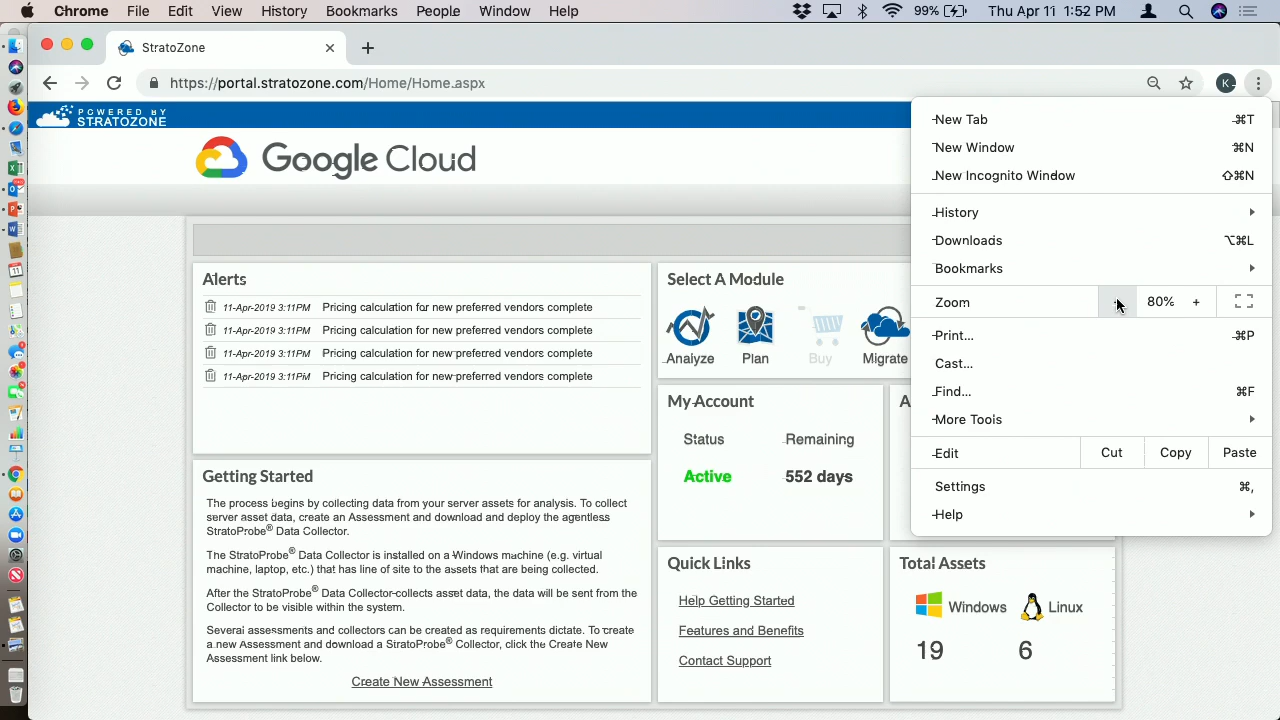 Chrome File Edit View History Bookmarks People Window Help 99% Thu Apr 11 1:52 PM
StratoZone
https://portal.stratozone.com/Home/Home.aspx K
POWERED BY
STRATOZONE
Google Cloud
Alerts
11-Apr-2019 3:11PM Pricing calculation for new preferred vendors complete
11-Apr-2019 3:11PM Pricing calculation for new preferred vendors complete
11-Apr-2019 3:11PM Pricing calculation for new preferred vendors complete
11-Apr-2019 3:11PM Pricing calculation for new preferred vendors complete
Getting Started
The process begins by collecting data from your server assets for analysis. To collect
server asset data, create an Assessment and download and deploy the agentless
StratoProbe® Data Collector.
The StratoProbe® Data Collector is installed on a Windows machine (e.g. virtual
machine, laptop, etc.) that has line of site to the assets that are being collected.
After the StratoProbe® Data Collector collects asset data, the data will be sent from the
Collector to be visible within the system.
Several assessments and collectors can be created as requirements dictate. To create
a new Assessment and download a StratoProbe® Collector, click the Create New
Assessment link below.
Create New Assessment
Select A Module
Analyze Plan Buy Migrate
My Account
Status Remaining
Active 552 days
A
Quick Links
Help Getting Started
Features and Benefits
Contact Support
Total Assets
Windows Linux
19 6
New Tab ⌘T
New Window ⌘N
New Incognito Window ⇧⌘N
History
Downloads ⌥⌘L
Bookmarks
Zoom 80% +
Print... ⌘P
Cast...
Find... ⌘F
More Tools
Edit Cut Copy Paste
Settings ⌘,
Help